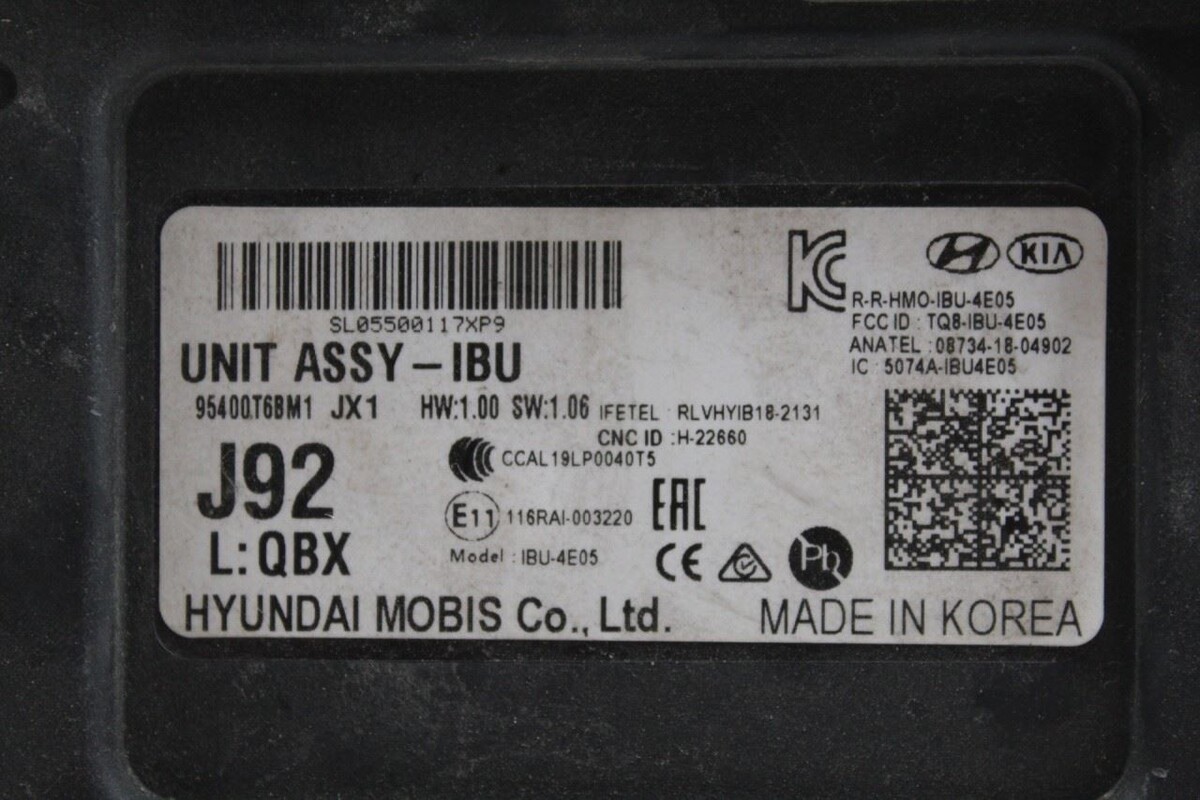 SL05500117XP9
KC
KIA
R-R-HMO-IBU-4E05
FCC ID : TQ8-IBU-4E05
ANATEL : 08734-18-04902
IC : 5074A-IBU4E05
UNIT ASSY-IBU
95400T6BM1 JX1 HW:1.00 SW:1.06 IFETEL : RLVHYIB18-2131
CNC ID : H-22660
J92
CCAL19LP0040T5
E11 116RAI-003220 EAC
L:QBX
Model : IBU-4E05 CE Pb
HYUNDAI MOBIS Co., Ltd. MADE IN KOREA